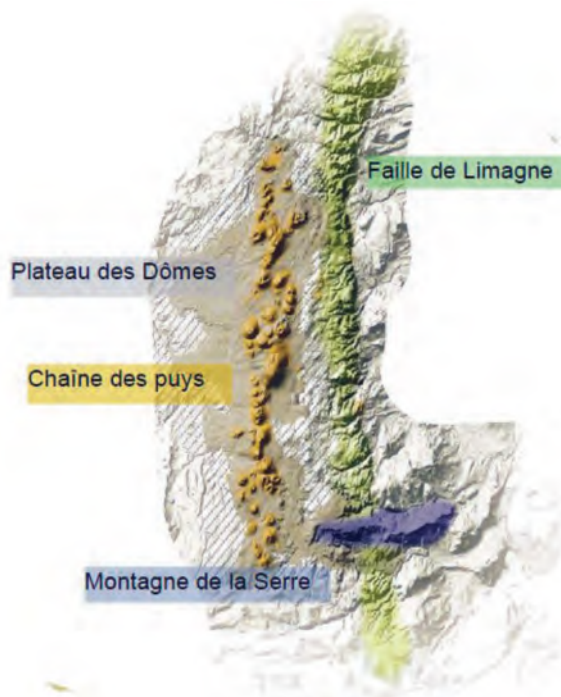 Faille de Limagne
Plateau des Dômes
Chaîne des puys
Montagne de la Serre